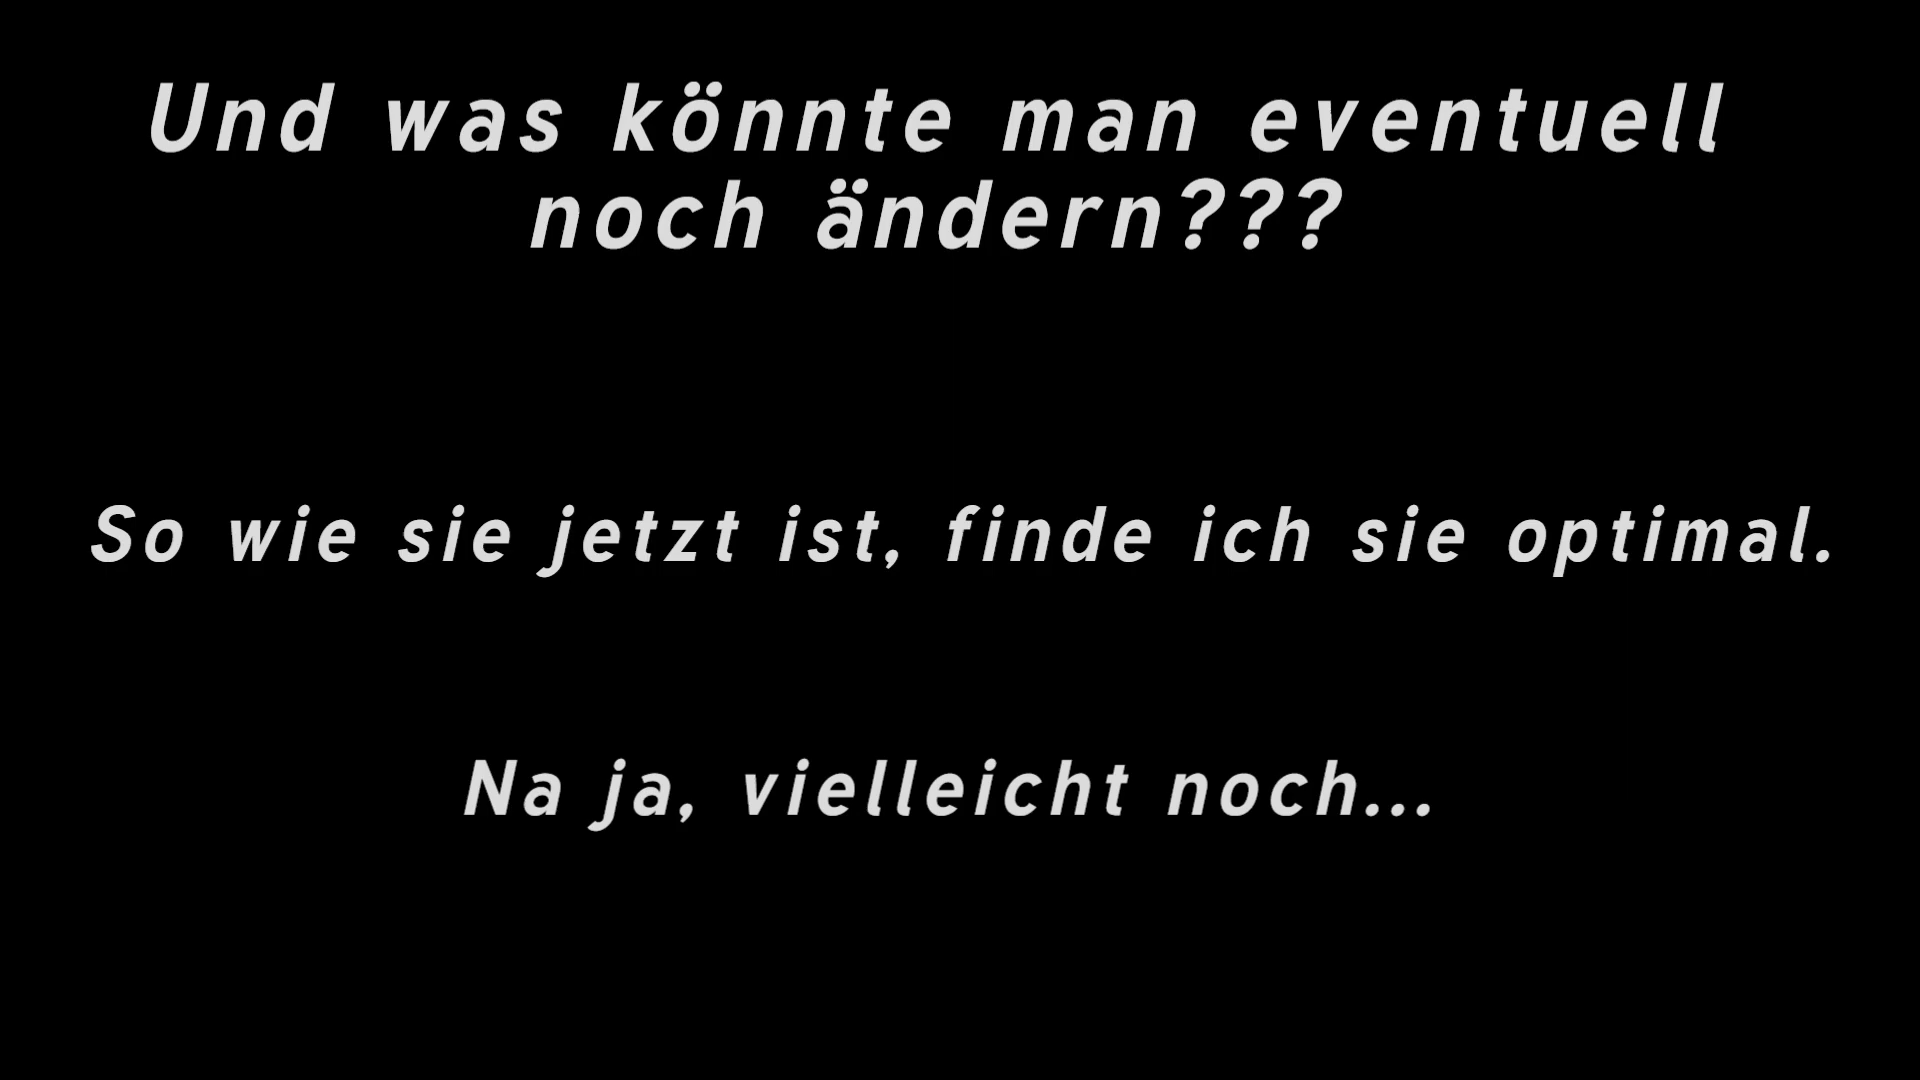 Und was könnte man eventuell
noch ändern???
So wie sie jetzt ist, finde ich sie optimal.
Na ja, vielleicht noch...